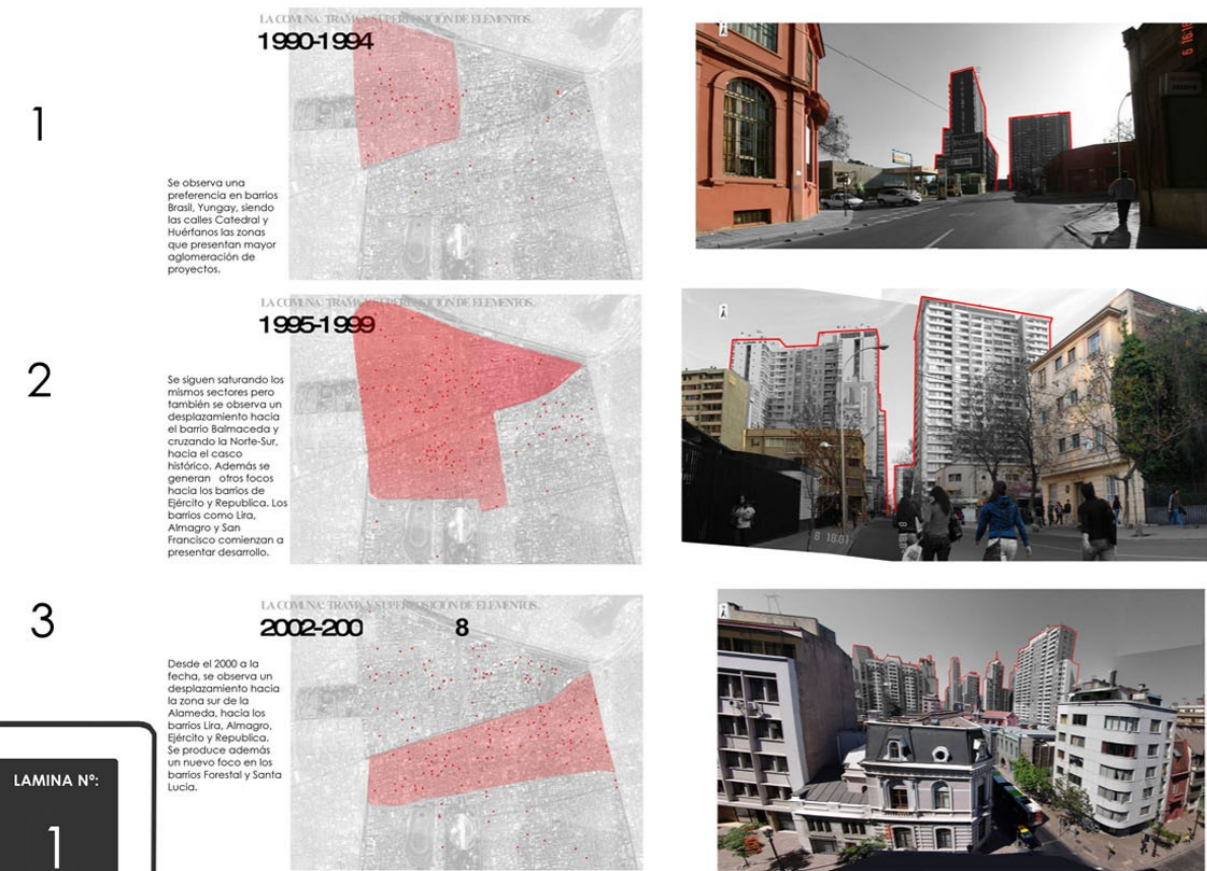 LA COMUNA: TRAMA Y SUPERPOSICIÓN DE ELEMENTOS.
1990-1994
1
Se observa una
preferencia en barrios
Brasil, Yungay, siendo
las calles Catedral y
Huérfanos las zonas
que presentan mayor
aglomeración de
proyectos.
LA COMUNA: TRAMA Y SUPERPOSICIÓN DE ELEMENTOS.
1995-1999
2
Se siguen saturando los
mismos sectores pero
también se observa un
desplazamiento hacia
el barrio Balmaceda y
cruzando la Norte-Sur,
hacia el casco
histórico. Además se
generan otros focos
hacia los barrios de
Ejército y Republica. Los
barrios como Lira,
Almagro y San
Francisco comienzan a
presentar desarrollo.
8 18:01
LA COMUNA: TRAMA Y SUPERPOSICIÓN DE ELEMENTOS.
2002-200 8
3
Desde el 2000 a la
fecha, se observa un
desplazamiento hacia
la zona sur de la
Alameda, hacia los
barrios Lira, Almagro,
Ejército y Republica.
Se produce además
un nuevo foco en los
barrios Forestal y Santa
Lucia.
LAMINA Nº:
1